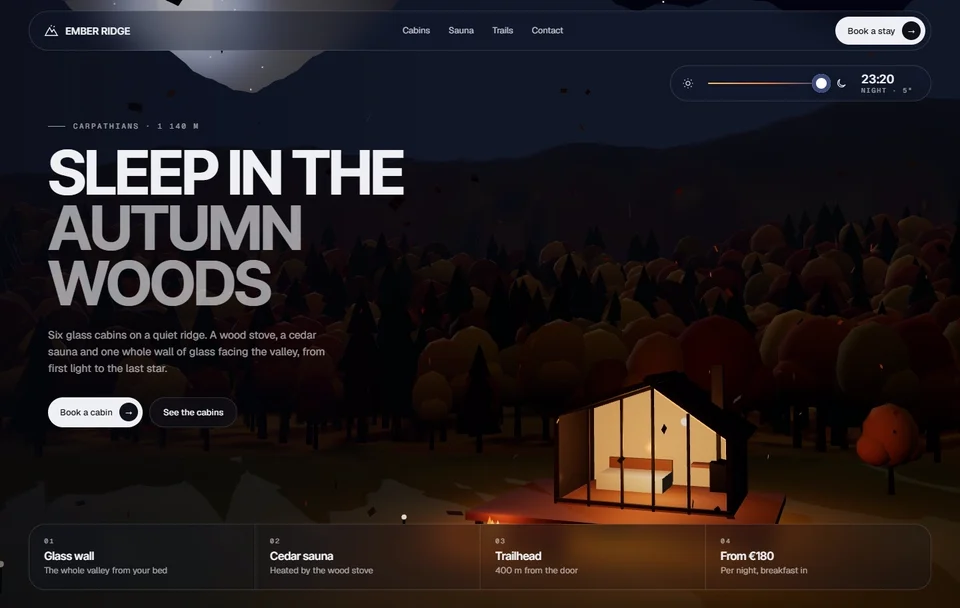 EMBER RIDGE
Cabins Sauna Trails Contact
Book a stay →
23:20
NIGHT · 5°
CARPATHIANS · 1 140 M
SLEEP IN THE
AUTUMN
WOODS
Six glass cabins on a quiet ridge. A wood stove, a cedar
sauna and one whole wall of glass facing the valley, from
first light to the last star.
Book a cabin → See the cabins
01
Glass wall
The whole valley from your bed
02
Cedar sauna
Heated by the wood stove
03
Trailhead
400 m from the door
04
From €180
Per night, breakfast in